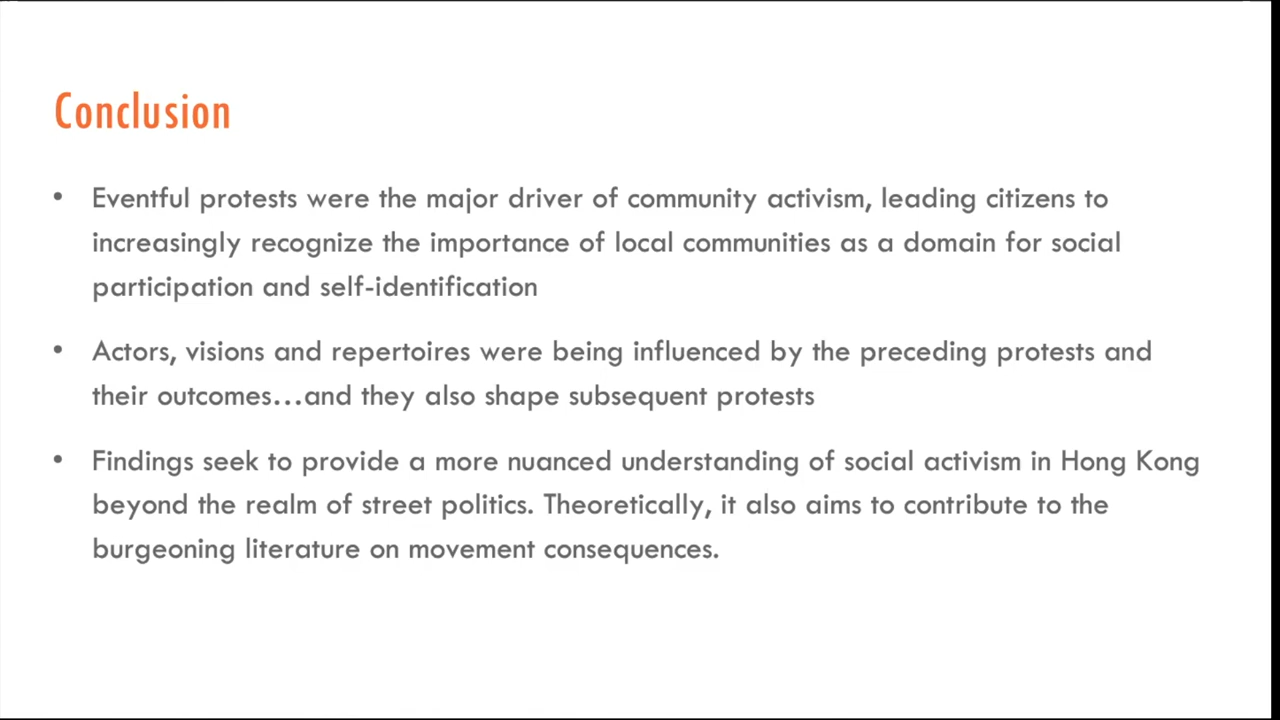 Conclusion
• Eventful protests were the major driver of community activism, leading citizens to
increasingly recognize the importance of local communities as a domain for social
participation and self-identification
• Actors, visions and repertoires were being influenced by the preceding protests and
their outcomes...and they also shape subsequent protests
• Findings seek to provide a more nuanced understanding of social activism in Hong Kong
beyond the realm of street politics. Theoretically, it also aims to contribute to the
burgeoning literature on movement consequences.